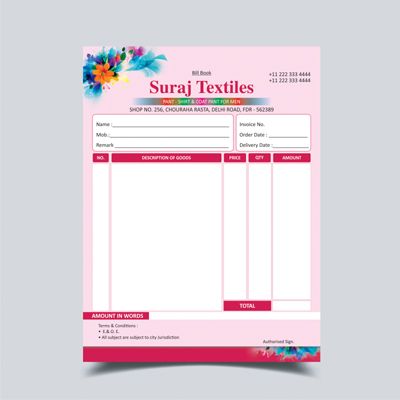 Bill Book
+11 222 333 4444
+11 222 333 4444
Suraj Textiles
PANT - SHIRT & COAT PANT FOR MEN
SHOP NO. 256, CHOURAHA RASTA, DELHI ROAD, FDR - 562389
Name : Invoice No.
Mob.: Order Date :
Remark Delivery Date :
NO. DESCRIPTION OF GOODS PRICE QTY AMOUNT
TOTAL
AMOUNT IN WORDS
Terms & Conditions :
• E.& O. E.
• All subject are subject to city Jurisdiction
Authorised Sign.